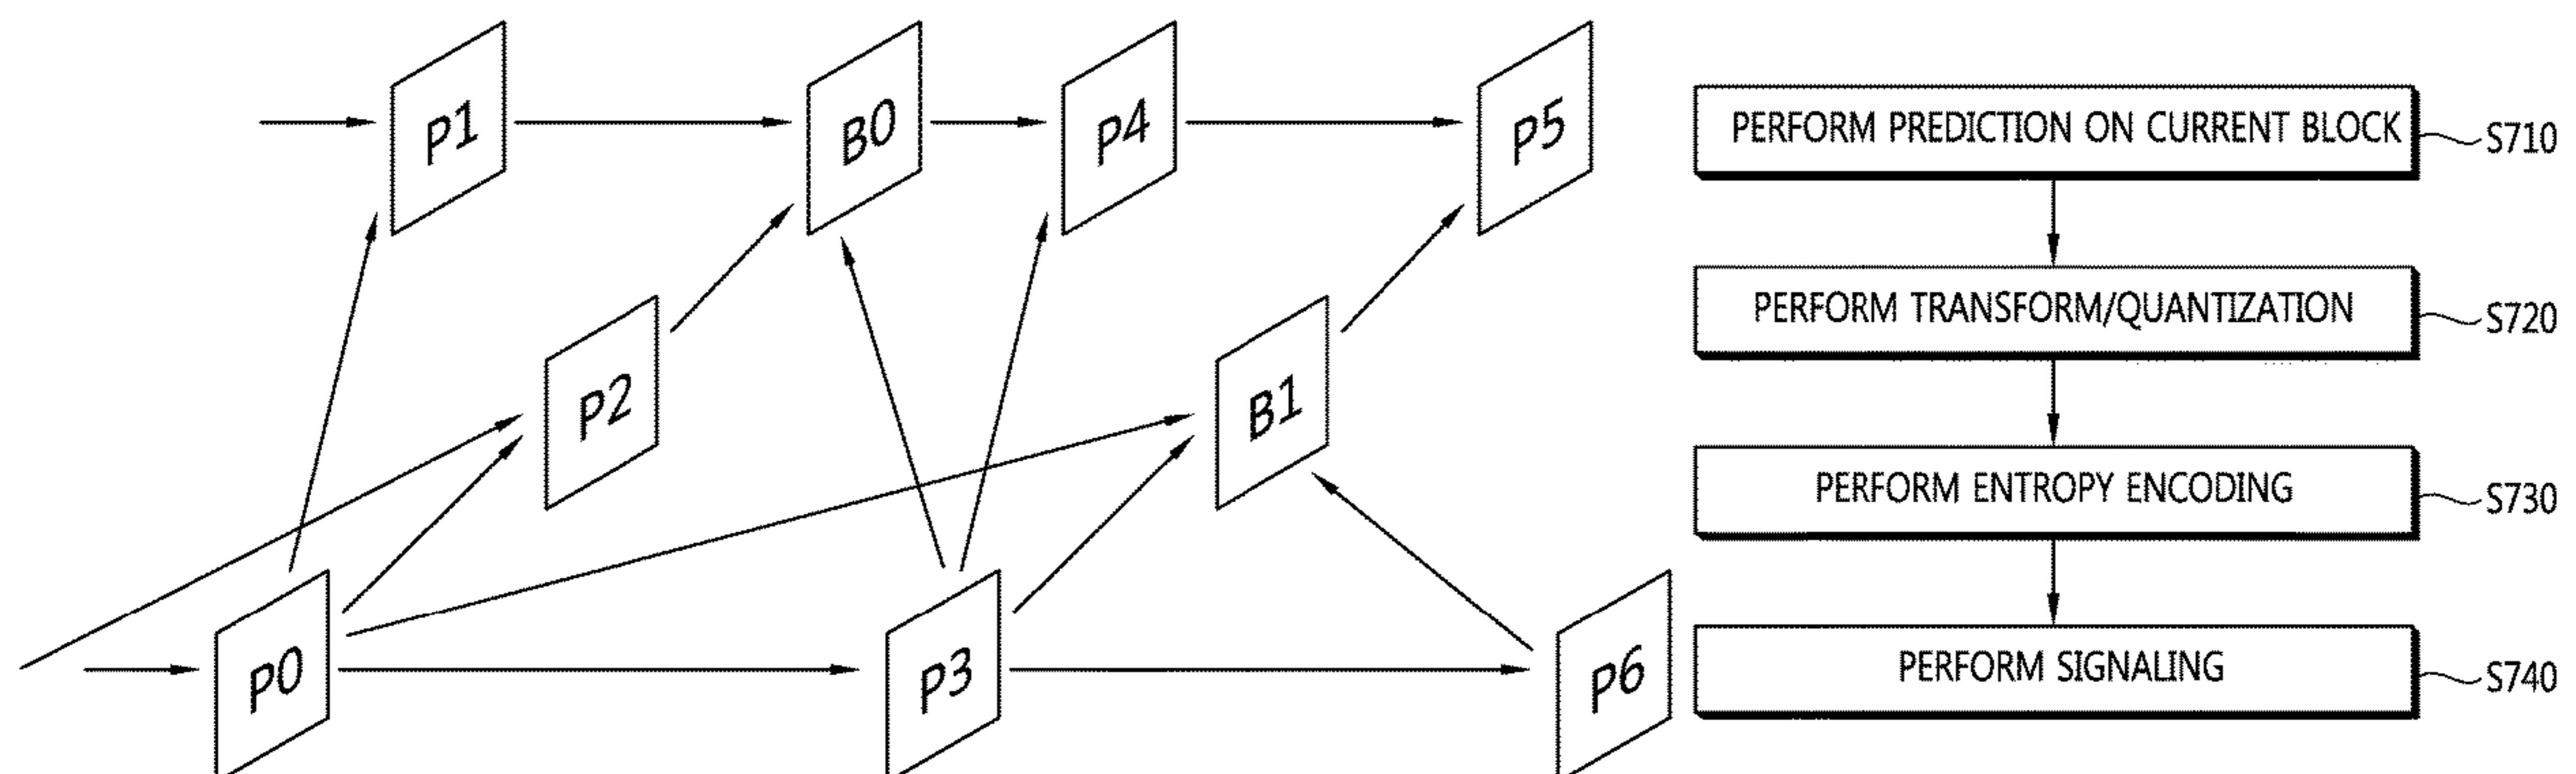 P1
B0
P4
P5
P2
B1
P0
P3
P6
PERFORM PREDICTION ON CURRENT BLOCK
S710
PERFORM TRANSFORM/QUANTIZATION
S720
PERFORM ENTROPY ENCODING
S730
PERFORM SIGNALING
S740